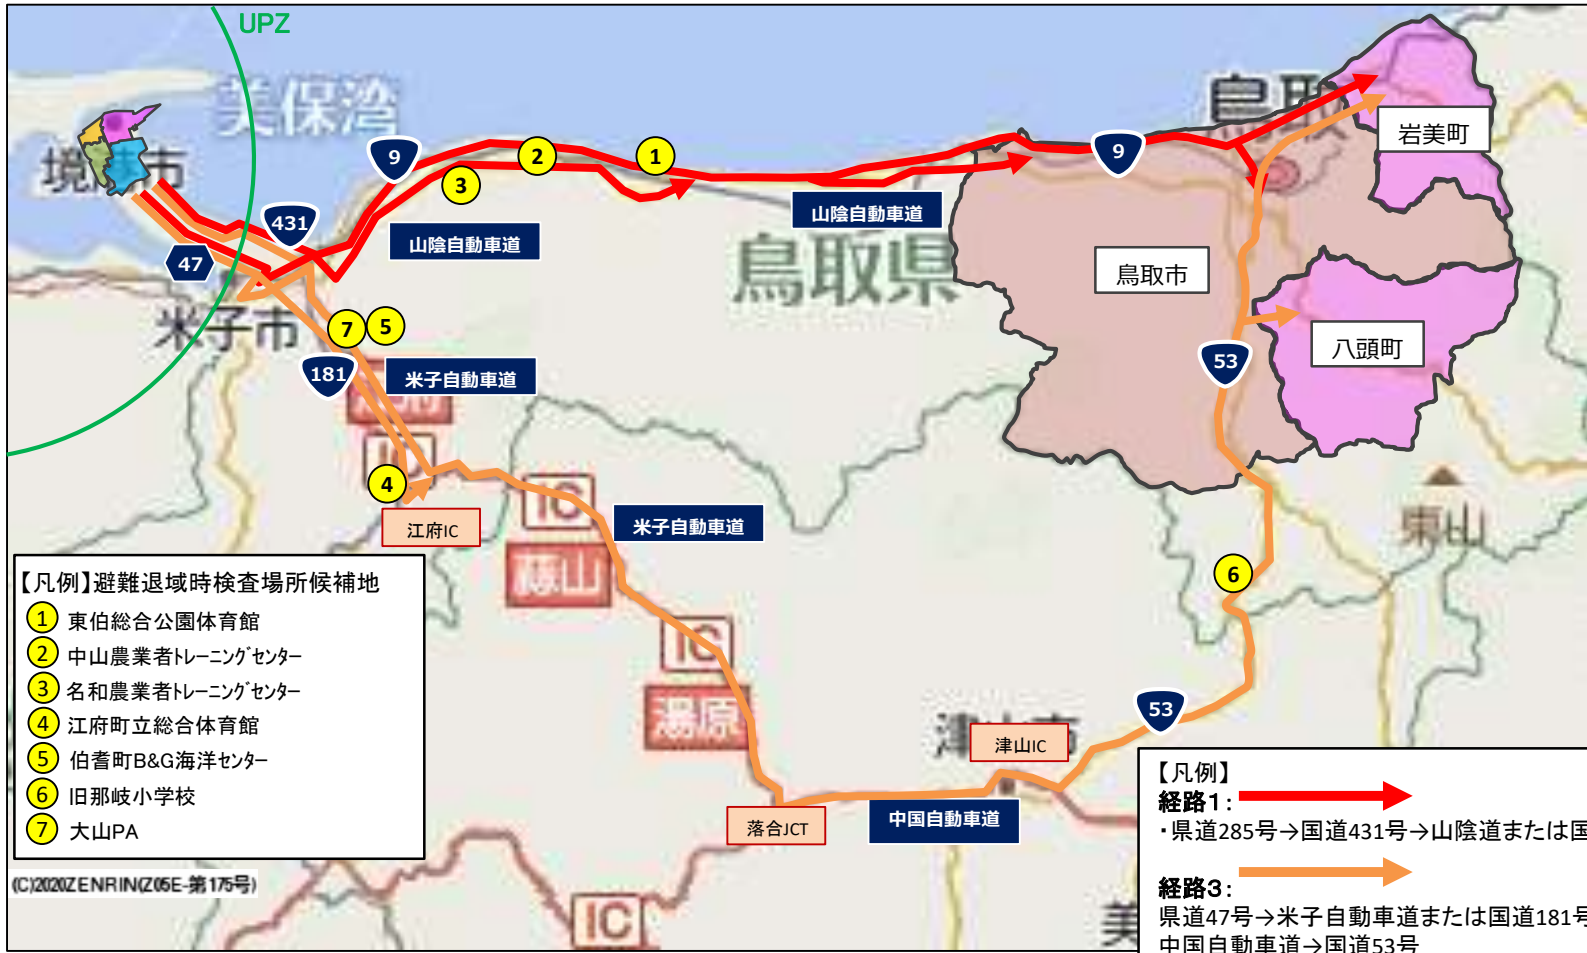 UPZ
美保湾
鳥取
岩美町
境港市
9
2
1
9
3
431
山陰自動車道
山陰自動車道
47
鳥取県
鳥取市
米子市
7
5
八頭町
181
米子自動車道
53
IC
4
江府IC
IC
米子自動車道
東山
蒜山
6
【凡例】避難退域時検査場所候補地
1 東伯総合公園体育館
2 中山農業者トレーニングセンター
3 名和農業者トレーニングセンター
4 江府町立総合体育館
5 伯耆町B&G海洋センター
6 旧那岐小学校
7 大山PA
IC
湯原
53
津山市
津山IC
落合JCT
中国自動車道
(C)2020ZENRIN(Z05E-第175号)
IC
美
【凡例】
経路1:
・県道285号→国道431号→山陰道または国
経路3:
県道47号→米子自動車道または国道181号
中国自動車道→国道53号